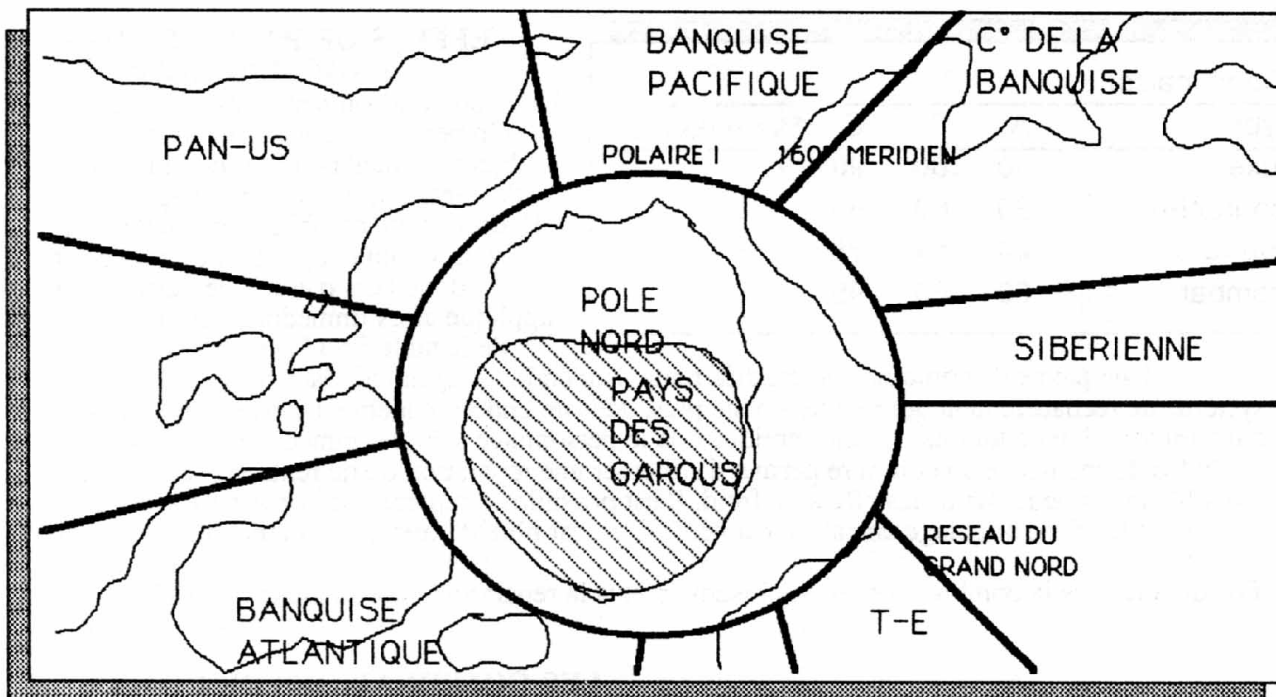 BANQUISE
PACIFIQUE
C° DE LA
BANQUISE
PAN-US
POLAIRE I
160° MERIDIEN
POLE
NORD
PAYS
DES
GAROUS
SIBERIENNE
RESEAU DU
GRAND NORD
T-E
BANQUISE
ATLANTIQUE